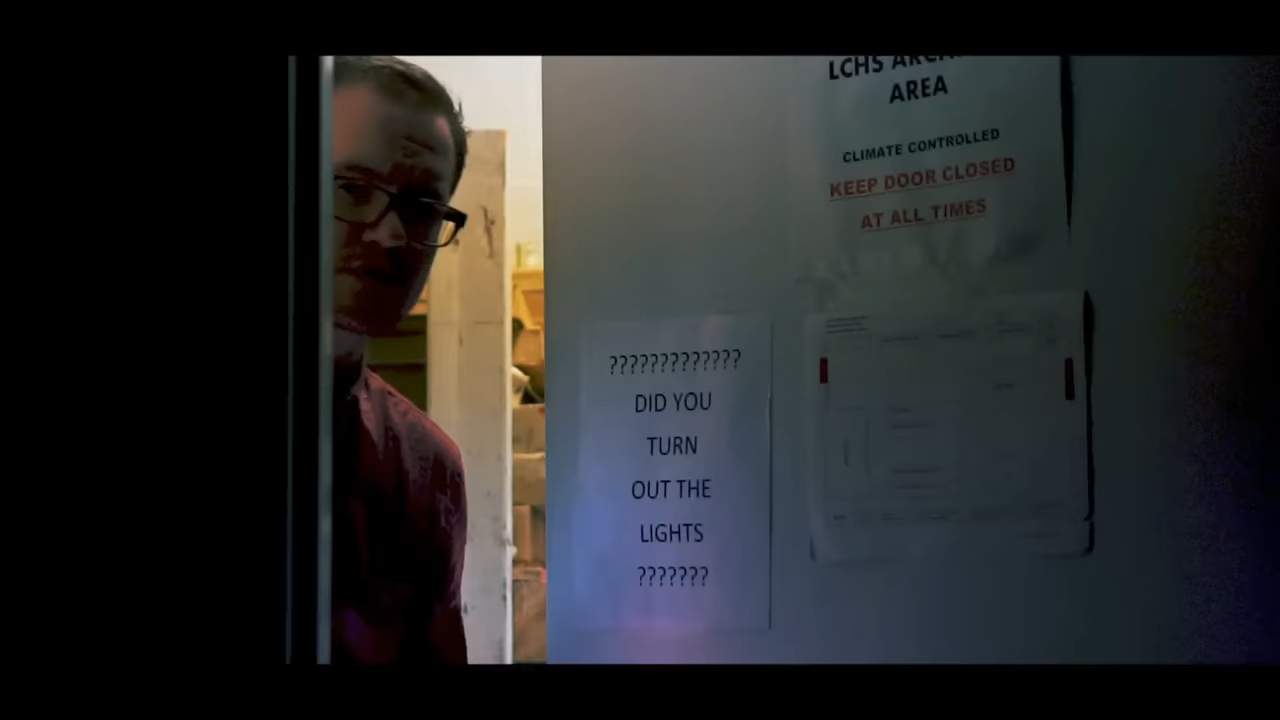 LCHS
AREA
CLIMATE CONTROLLED
KEEP DOOR CLOSED
AT ALL TIMES
?????????????
DID YOU
TURN
OUT THE
LIGHTS
???????